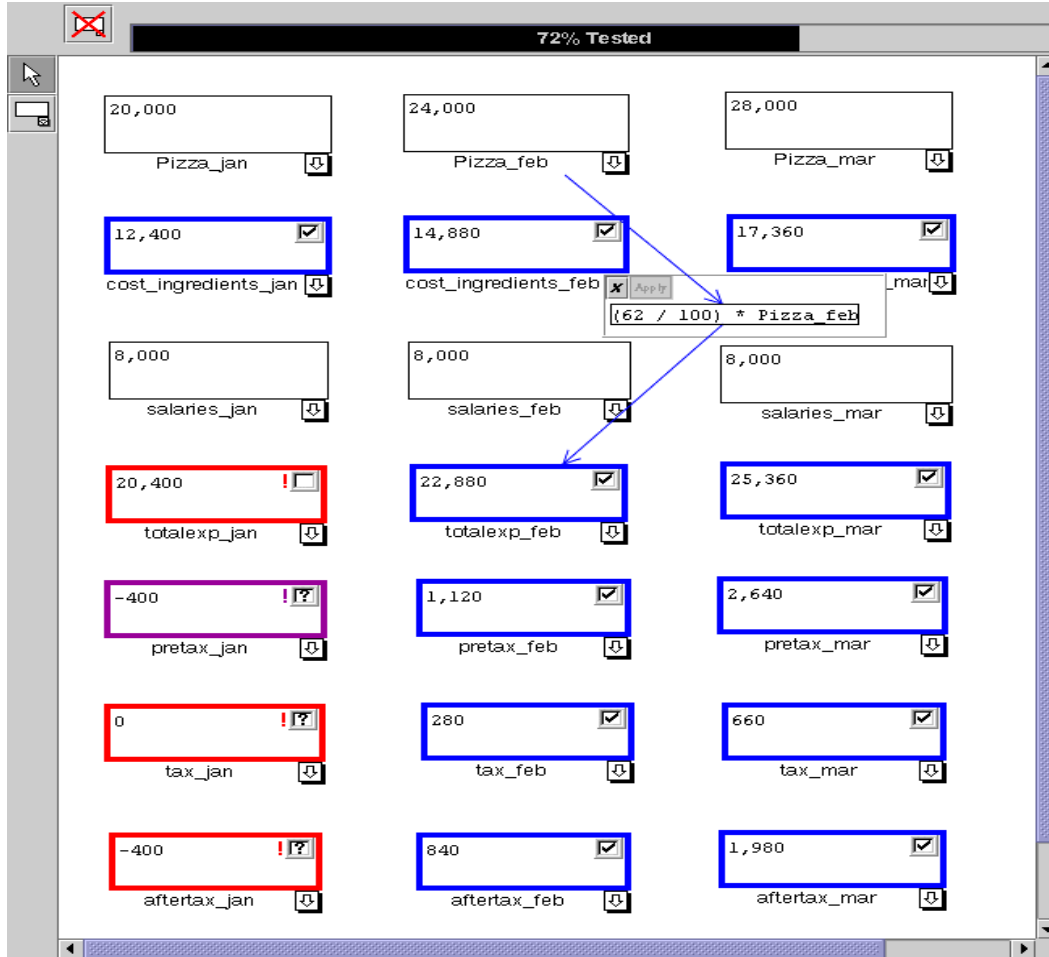 72% Tested
20,000
24,000
28,000
Pizza_jan
Pizza_feb
Pizza_mar
12,400
14,880
17,360
cost_ingredients_jan
cost_ingredients_feb
_mar
x Apply
(62 / 100) * Pizza_feb
8,000
8,000
8,000
salaries_jan
salaries_feb
salaries_mar
20,400
!
22,880
25,360
totalexp_jan
totalexp_feb
totalexp_mar
-400
! ?
1,120
2,640
pretax_jan
pretax_feb
pretax_mar
0
! ?
280
660
tax_jan
tax_feb
tax_mar
-400
! ?
840
1,980
aftertax_jan
aftertax_feb
aftertax_mar